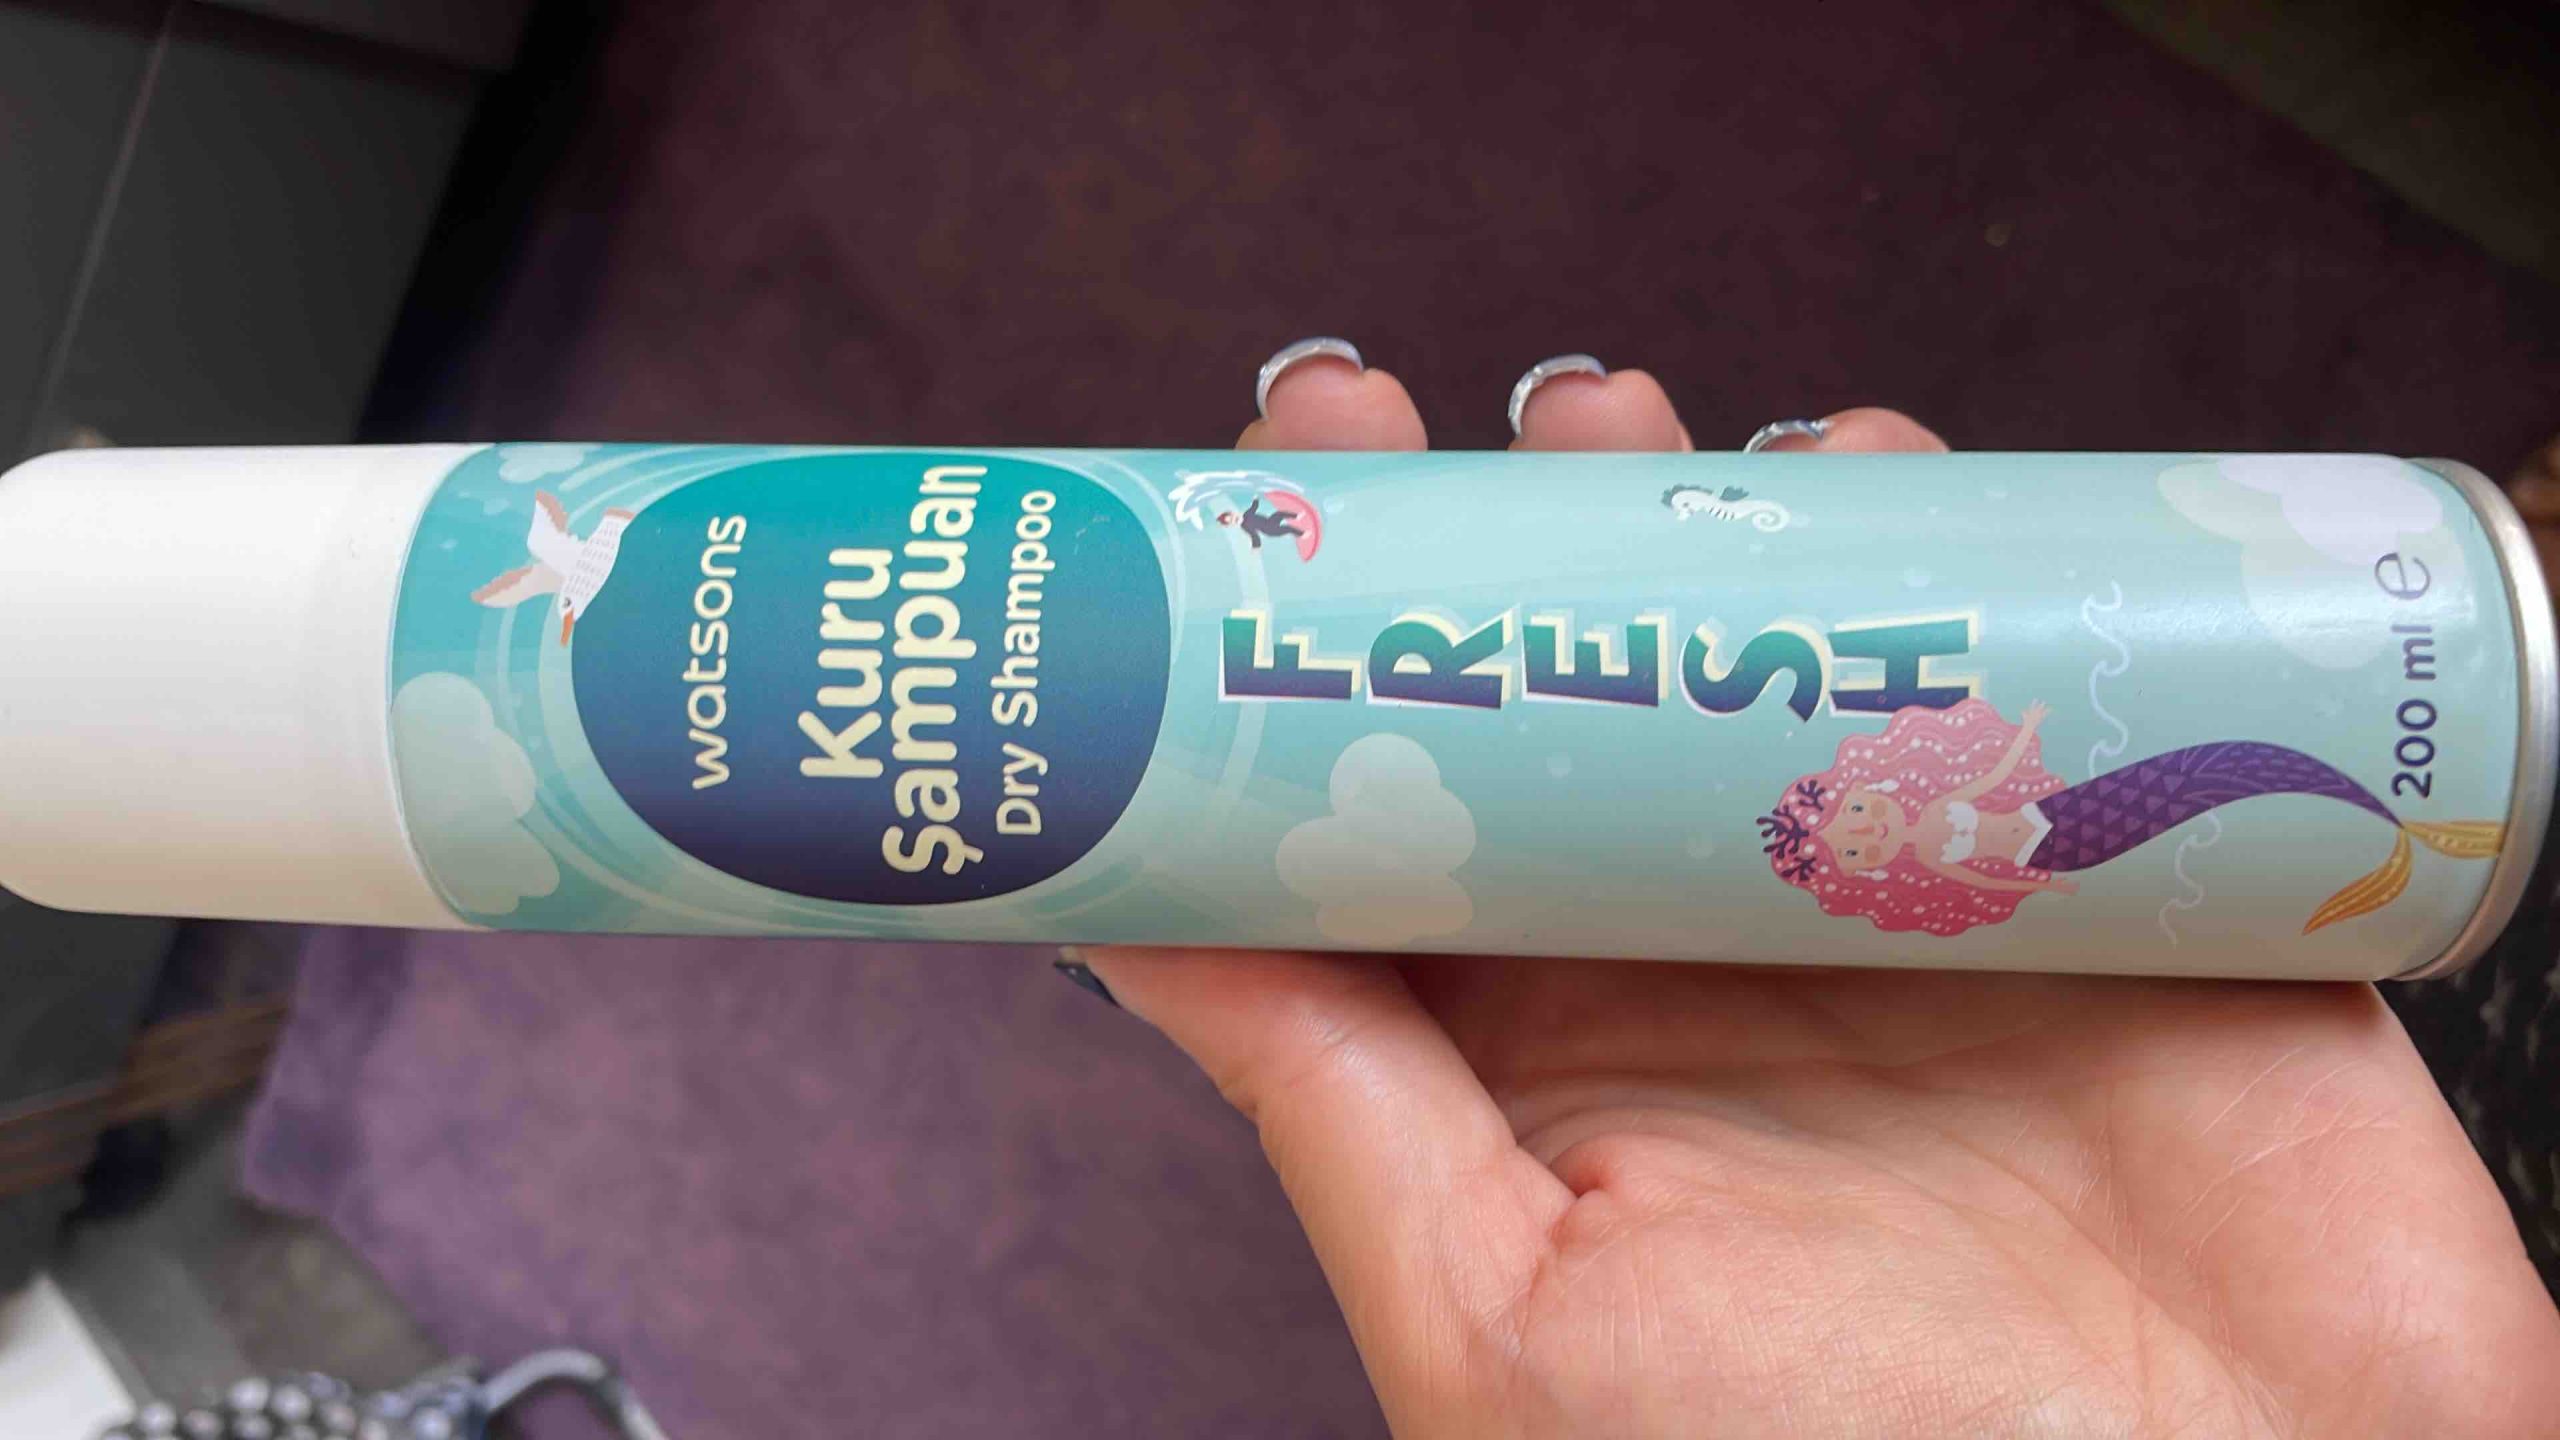 watsons
Kuru
Şampuan
Dry Shampoo
FRESH
200 ml e